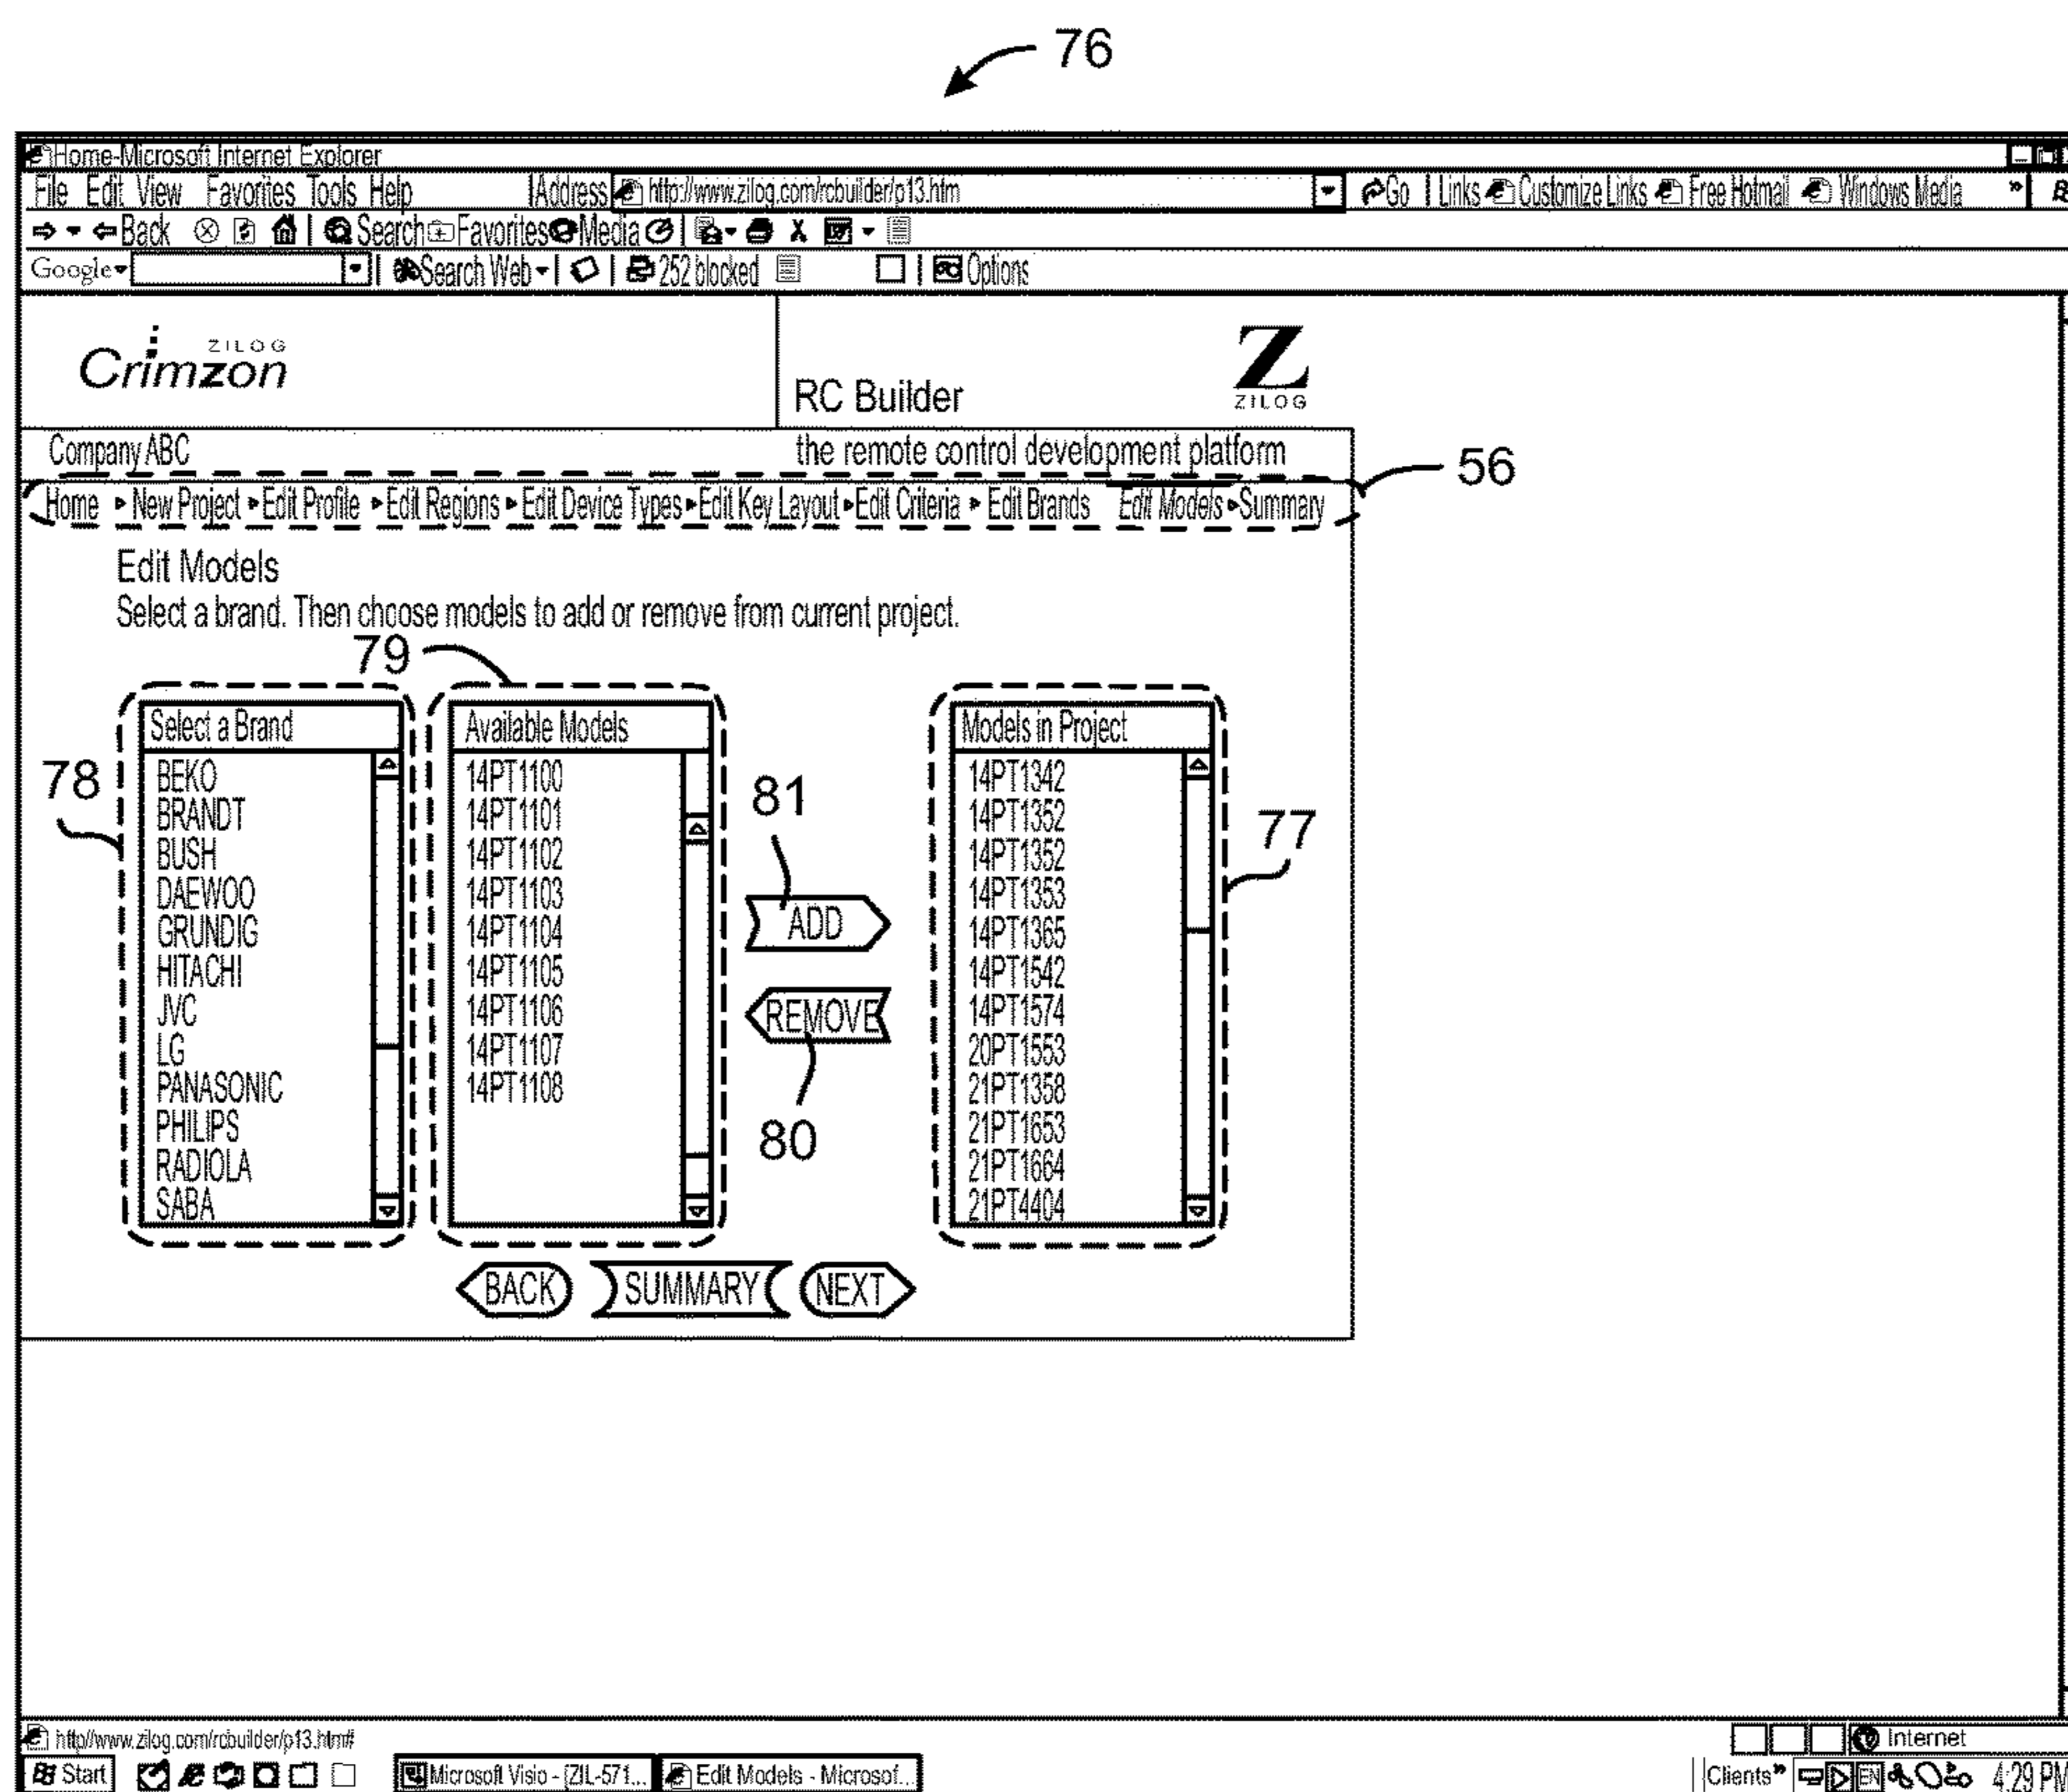 76
Home-Microsoft Internet Explorer
File Edit View Favorites Tools Help Address http://www.zilog.com/rcbuilder/p13.htm Go Links Customize Links Free Hotmail Windows Media »
Back Search Favorites Media
Google Search Web 252 blocked Options
ZILOG
Crimzon
RC Builder
Z
ZILOG
Company ABC the remote control development platform
56
Home ▸ New Project ▸ Edit Profile ▸ Edit Regions ▸ Edit Device Types ▸ Edit Key Layout ▸ Edit Criteria ▸ Edit Brands Edit Models ▸ Summary
Edit Models
Select a brand. Then choose models to add or remove from current project.
79
78
Select a Brand
BEKO
BRANDT
BUSH
DAEWOO
GRUNDIG
HITACHI
JVC
LG
PANASONIC
PHILIPS
RADIOLA
SABA
Available Models
14PT1100
14PT1101
14PT1102
14PT1103
14PT1104
14PT1105
14PT1106
14PT1107
14PT1108
81
ADD
REMOVE
80
Models in Project
14PT1342
14PT1352
14PT1352
14PT1353
14PT1365
14PT1542
14PT1574
20PT1553
21PT1358
21PT1653
21PT1664
21PT4404
77
BACK SUMMARY NEXT
http//www.zilog.com/rcbuilder/p13.htm# Internet
Start Microsoft Visio - [ZIL-571... Edit Models - Microsof... Clients» EN 4:29 PM